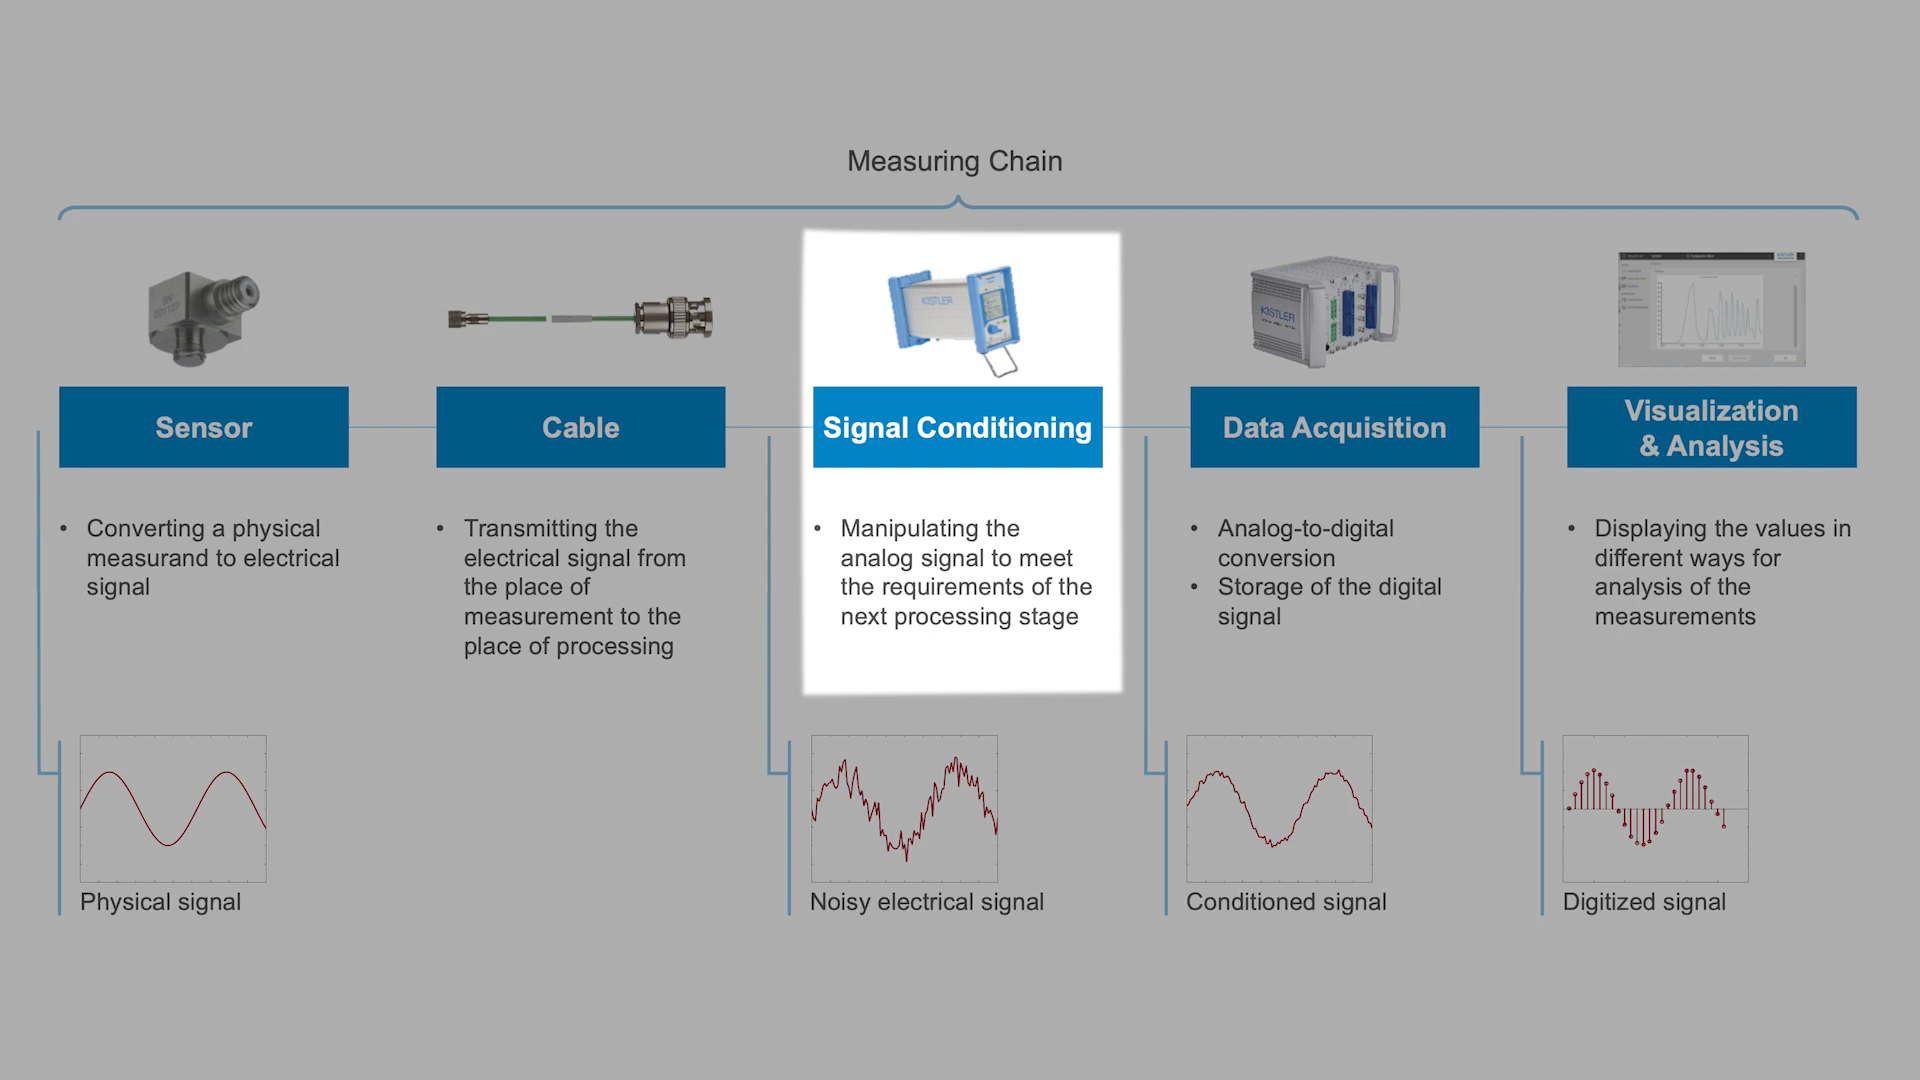 Measuring Chain
KISTLER
KISTLER
Sensor
Cable
Signal Conditioning
Data Acquisition
Visualization
& Analysis
• Converting a physical
measurand to electrical
signal
• Transmitting the
electrical signal from
the place of
measurement to the
place of processing
• Manipulating the
analog signal to meet
the requirements of the
next processing stage
• Analog-to-digital
conversion
• Storage of the digital
signal
• Displaying the values in
different ways for
analysis of the
measurements
Physical signal
Noisy electrical signal
Conditioned signal
Digitized signal